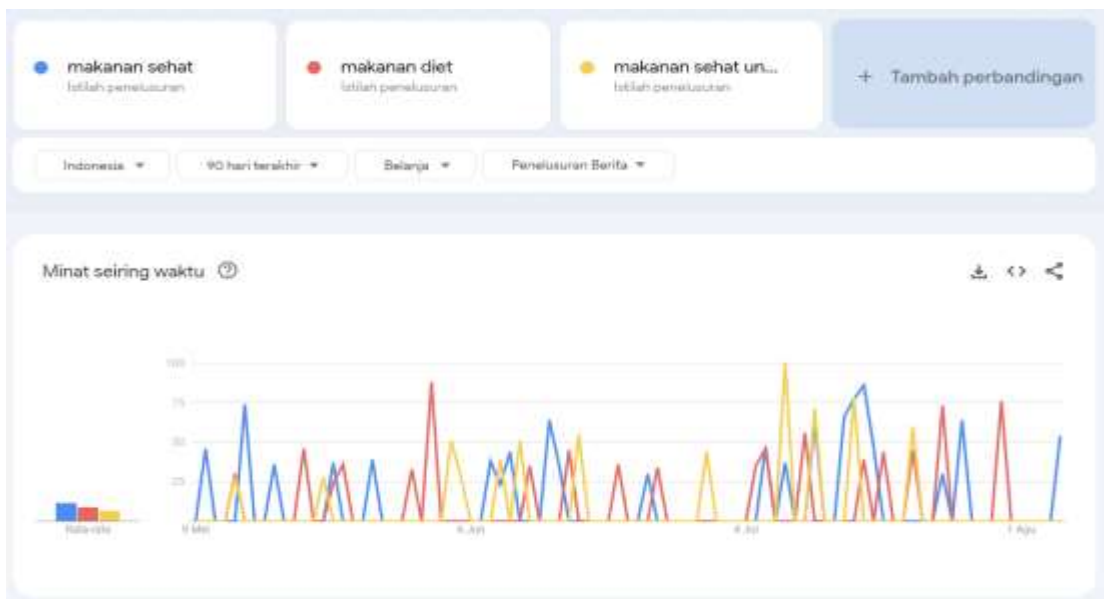 makanan sehat
Istilah penelusuran
makanan diet
Istilah penelusuran
makanan sehat un...
Istilah penelusuran
+ Tambah perbandingan
Indonesia
90 hari terakhir
Belanja
Penelusuran Berita
Minat seiring waktu
100
75
50
25
Rata-rata
9 Mei
6 Jun
4 Jul
1 Agu